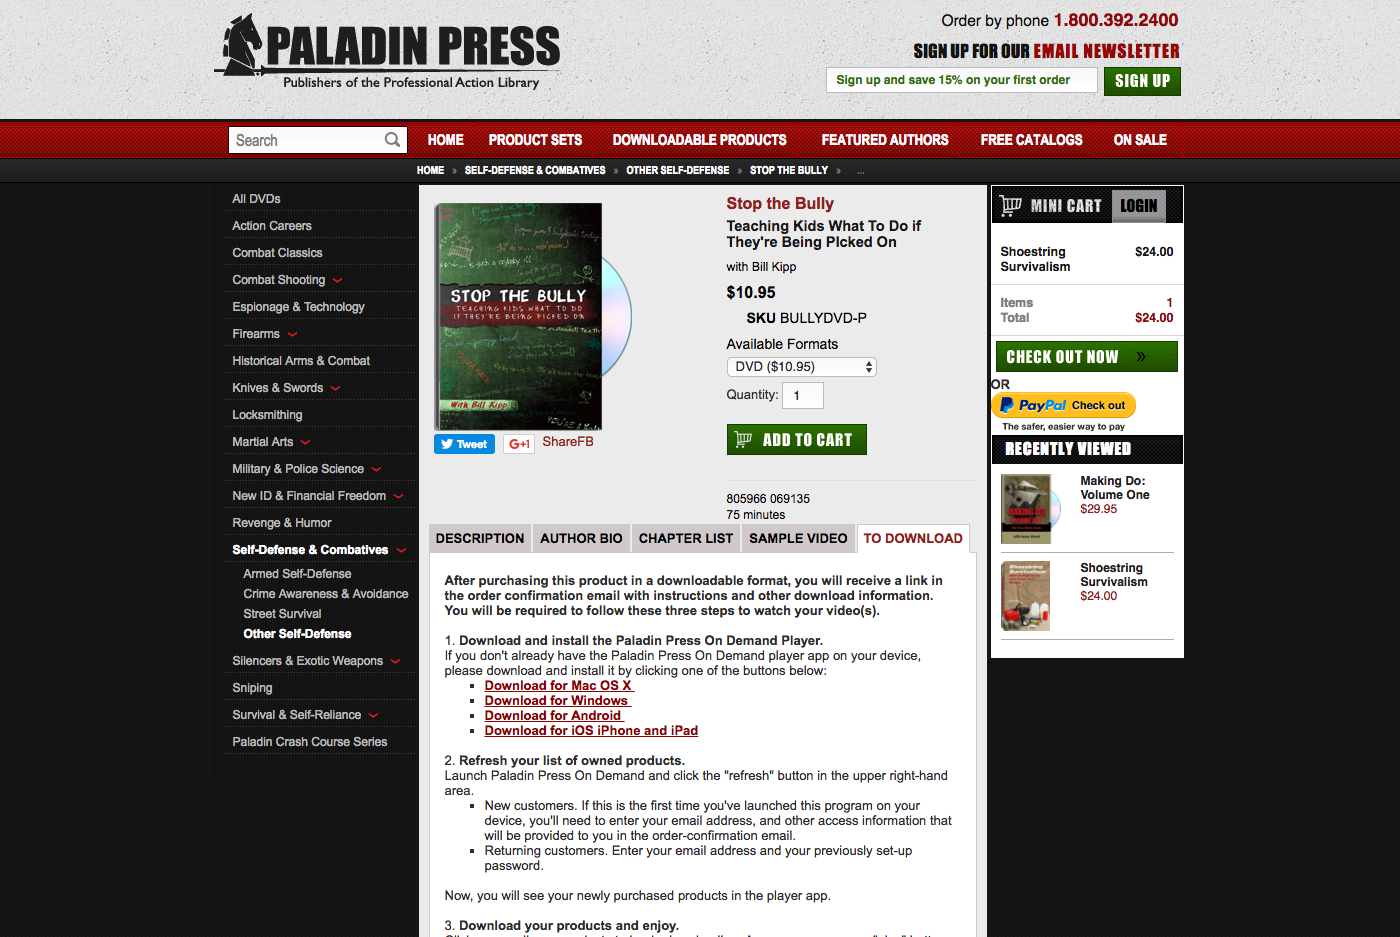 PALADIN PRESS
Publishers of the Professional Action Library
Order by phone 1.800.392.2400
SIGN UP FOR OUR EMAIL NEWSLETTER
Sign up and save 15% on your first order
SIGN UP
Search
HOME
PRODUCT SETS
DOWNLOADABLE PRODUCTS
FEATURED AUTHORS
FREE CATALOGS
ON SALE
HOME » SELF-DEFENSE & COMBATIVES » OTHER SELF-DEFENSE » STOP THE BULLY » ...
All DVDs
Action Careers
Combat Classics
Combat Shooting
Espionage & Technology
Firearms
Historical Arms & Combat
Knives & Swords
Locksmithing
Martial Arts
Military & Police Science
New ID & Financial Freedom
Revenge & Humor
Self-Defense & Combatives
Armed Self-Defense
Crime Awareness & Avoidance
Street Survival
Other Self-Defense
Silencers & Exotic Weapons
Sniping
Survival & Self-Reliance
Paladin Crash Course Series
STOP THE BULLY
TEACHING KIDS WHAT TO DO
IF THEY'RE BEING PICKED ON
With Bill Kipp
Tweet
G+1
ShareFB
Stop the Bully
Teaching Kids What To Do if
They're Being PIcked On
with Bill Kipp
$10.95
SKU BULLYDVD-P
Available Formats
DVD ($10.95)
Quantity: 1
ADD TO CART
805966 069135
75 minutes
DESCRIPTION
AUTHOR BIO
CHAPTER LIST
SAMPLE VIDEO
TO DOWNLOAD
After purchasing this product in a downloadable format, you will receive a link in
the order confirmation email with instructions and other download information.
You will be required to follow these three steps to watch your video(s).
1. Download and install the Paladin Press On Demand Player.
If you don't already have the Paladin Press On Demand player app on your device,
please download and install it by clicking one of the buttons below:
Download for Mac OS X
Download for Windows
Download for Android
Download for iOS iPhone and iPad
2. Refresh your list of owned products.
Launch Paladin Press On Demand and click the "refresh" button in the upper right-hand
area.
New customers. If this is the first time you've launched this program on your
device, you'll need to enter your email address, and other access information that
will be provided to you in the order-confirmation email.
Returning customers. Enter your email address and your previously set-up
password.
Now, you will see your newly purchased products in the player app.
3. Download your products and enjoy.
MINI CART
LOGIN
Shoestring $24.00
Survivalism
Items 1
Total $24.00
CHECK OUT NOW »
OR
PayPal Check out
The safer, easier way to pay
RECENTLY VIEWED
MAKING DO
Making Do:
Volume One
$29.95
Shoestring
Survivalism
$24.00